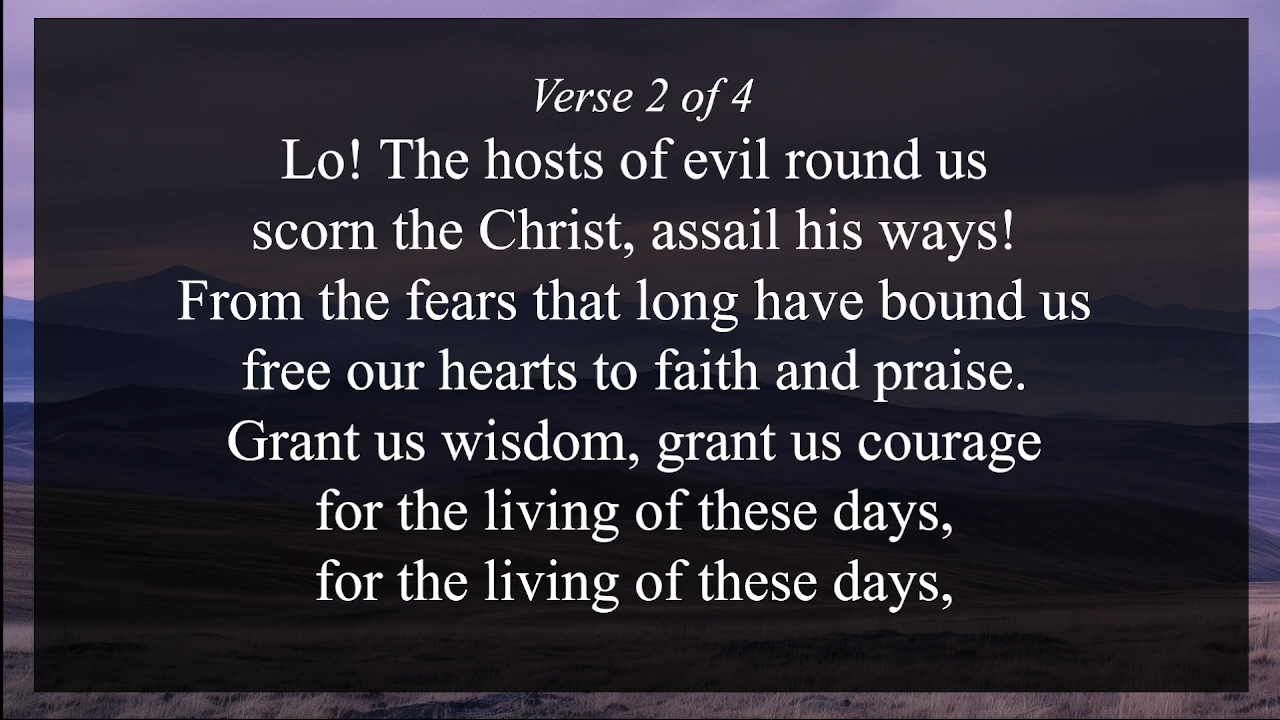 Verse 2 of 4
Lo! The hosts of evil round us
scorn the Christ, assail his ways!
From the fears that long have bound us
free our hearts to faith and praise.
Grant us wisdom, grant us courage
for the living of these days,
for the living of these days,